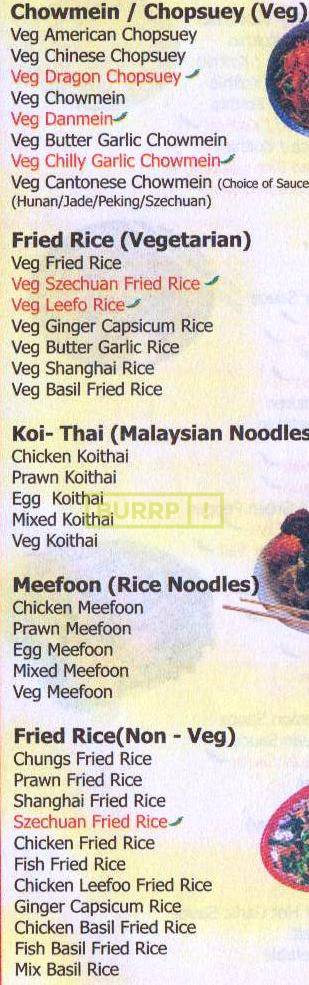 Chowmein / Chopsuey (Veg)
Veg American Chopsuey
Veg Chinese Chopsuey
Veg Dragon Chopsuey
Veg Chowmein
Veg Danmein
Veg Butter Garlic Chowmein
Veg Chilly Garlic Chowmein
Veg Cantonese Chowmein (Choice of Sauce
(Hunan/Jade/Peking/Szechuan)
Fried Rice (Vegetarian)
Veg Fried Rice
Veg Szechuan Fried Rice
Veg Leefo Rice
Veg Ginger Capsicum Rice
Veg Butter Garlic Rice
Veg Shanghai Rice
Veg Basil Fried Rice
Koi- Thai (Malaysian Noodles
Chicken Koithai
Prawn Koithai
Egg Koithai
Mixed Koithai
Veg Koithai
BURRP !
Meefoon (Rice Noodles)
Chicken Meefoon
Prawn Meefoon
Egg Meefoon
Mixed Meefoon
Veg Meefoon
Fried Rice(Non - Veg)
Chungs Fried Rice
Prawn Fried Rice
Shanghai Fried Rice
Szechuan Fried Rice
Chicken Fried Rice
Fish Fried Rice
Chicken Leefoo Fried Rice
Ginger Capsicum Rice
Chicken Basil Fried Rice
Fish Basil Fried Rice
Mix Basil Rice